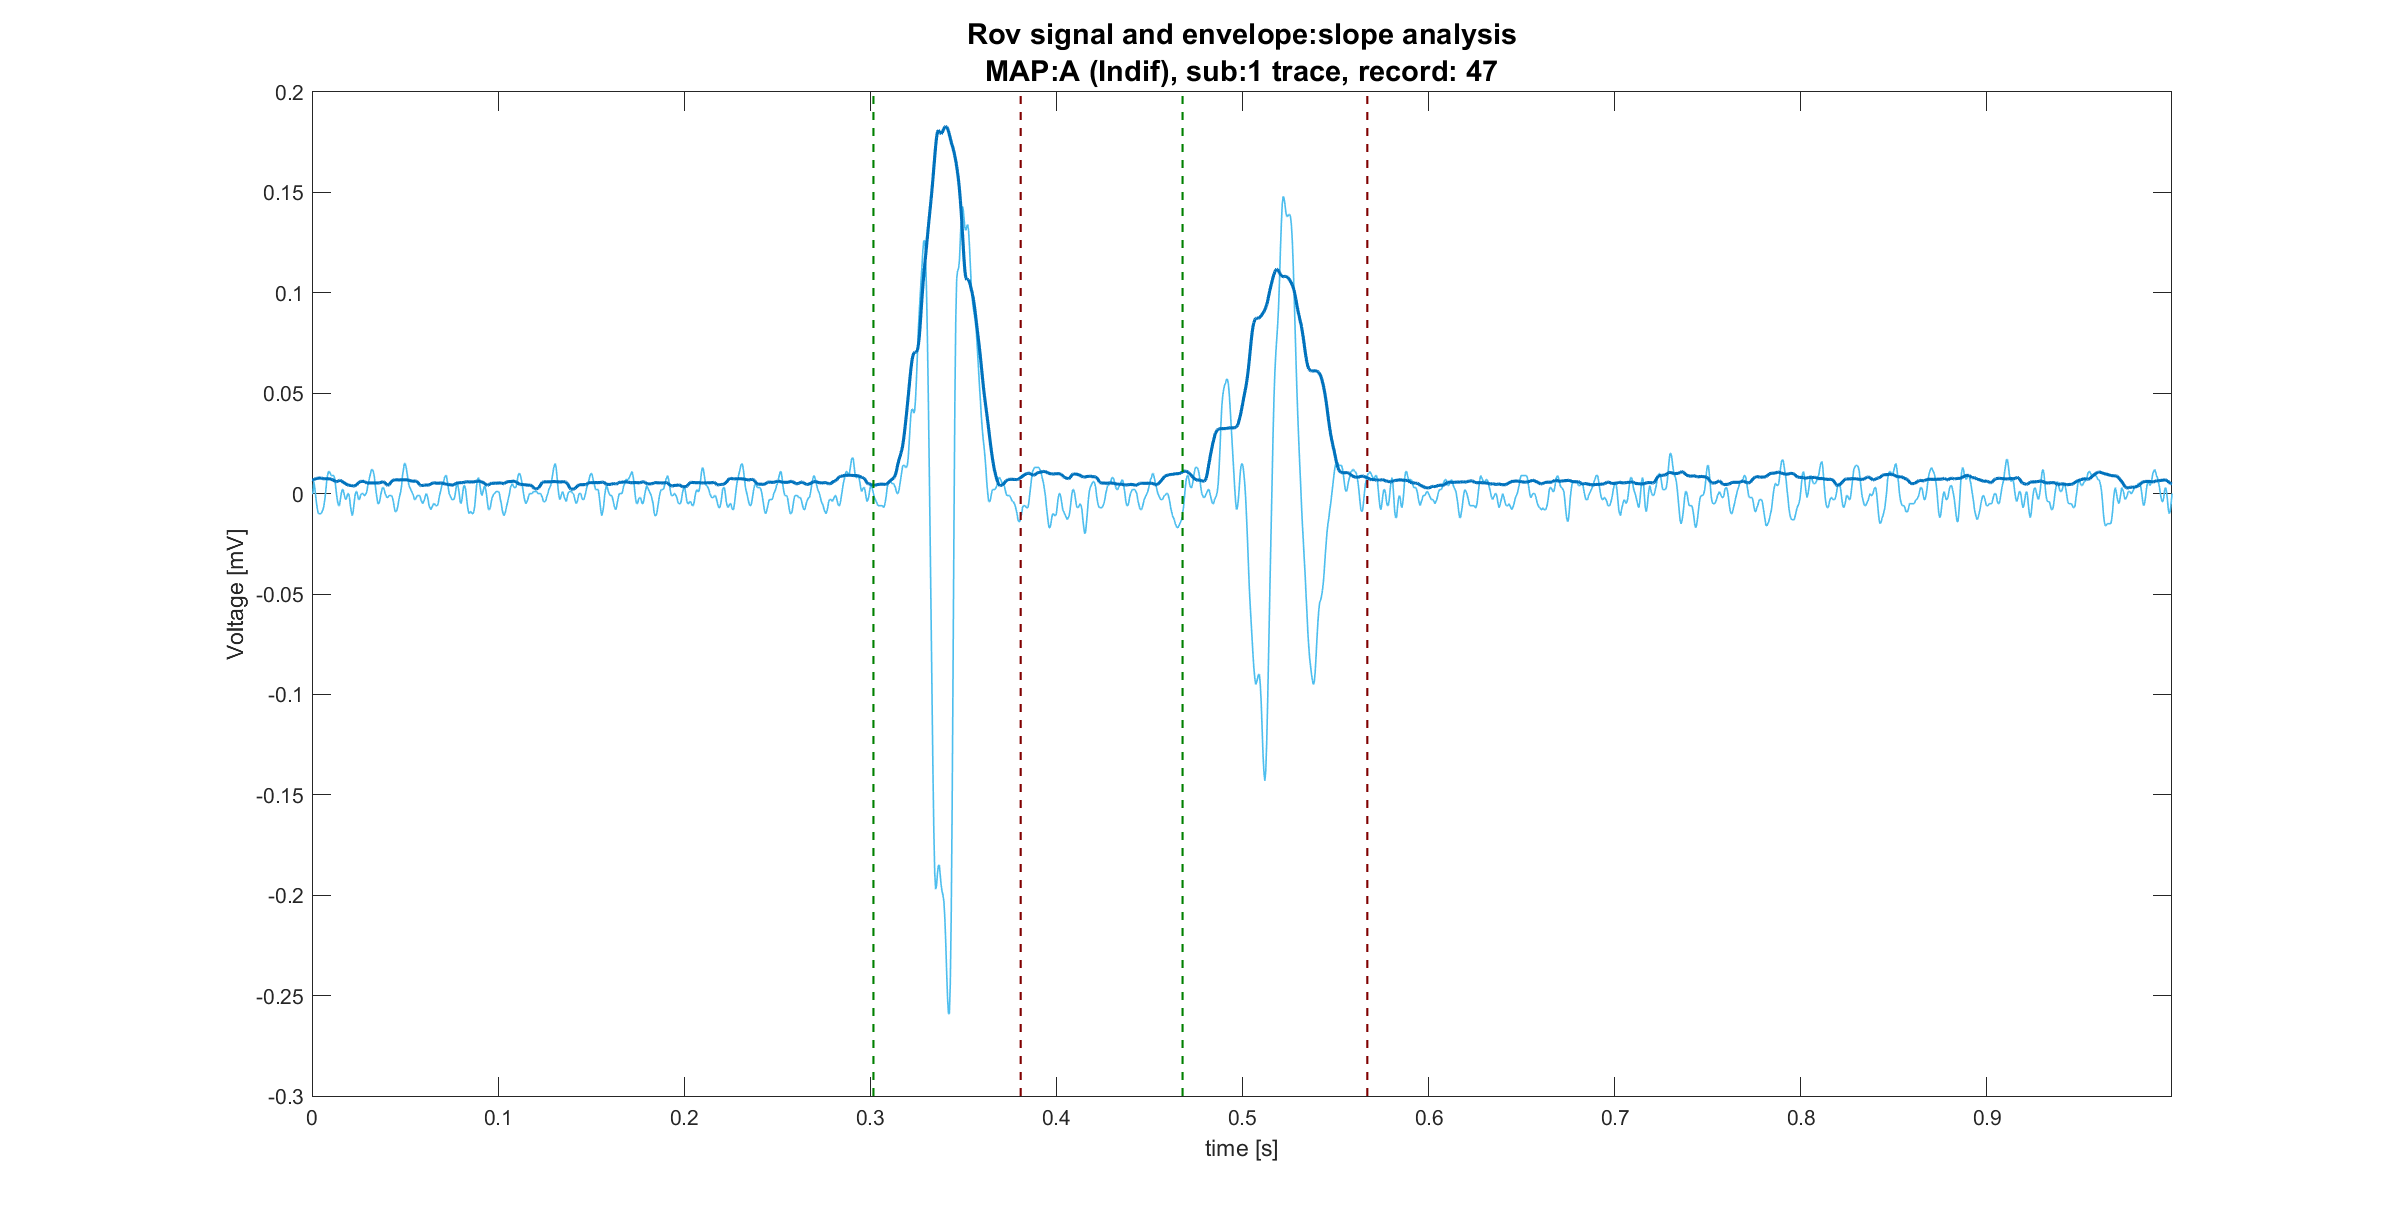 Rov signal and envelope:slope analysis
MAP:A (Indif), sub:1 trace, record: 47
0.2
0.15
0.1
0.05
0
-0.05
-0.1
-0.15
-0.2
-0.25
-0.3
Voltage [mV]
0 0.1 0.2 0.3 0.4 0.5 0.6 0.7 0.8 0.9
time [s]